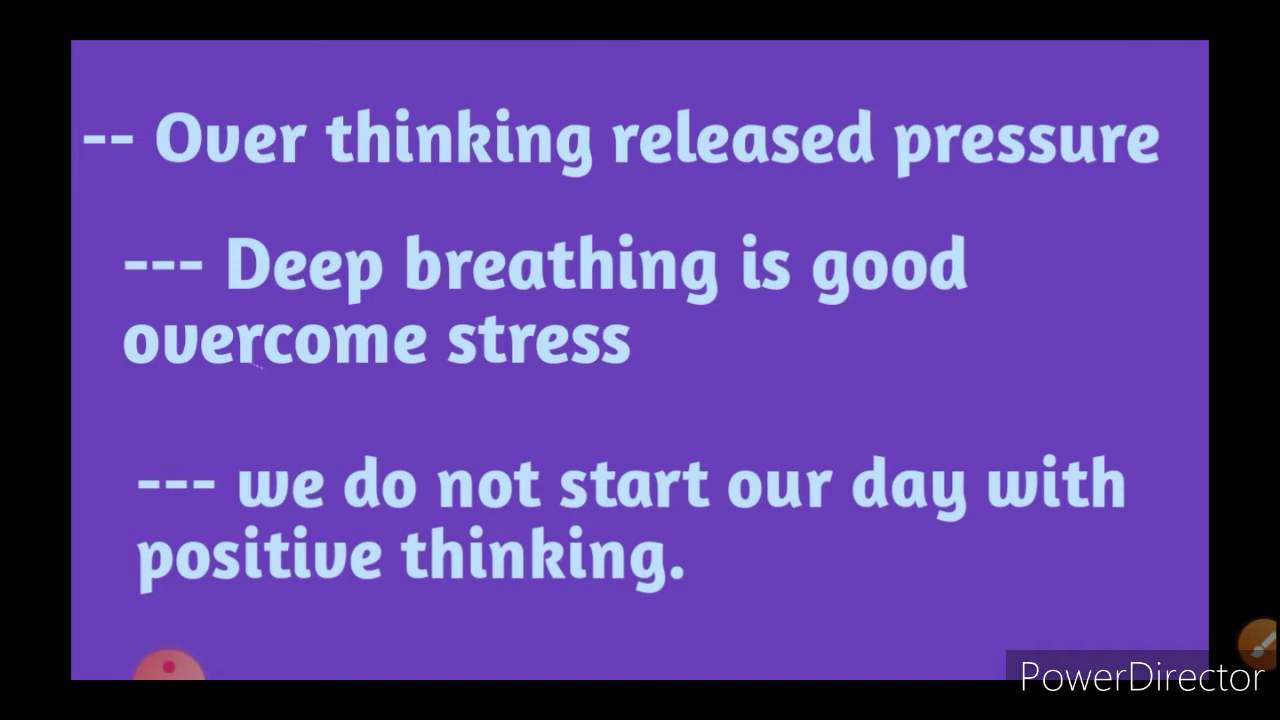 -- Over thinking released pressure
--- Deep breathing is good
overcome stress
--- we do not start our day with
positive thinking.
PowerDirector